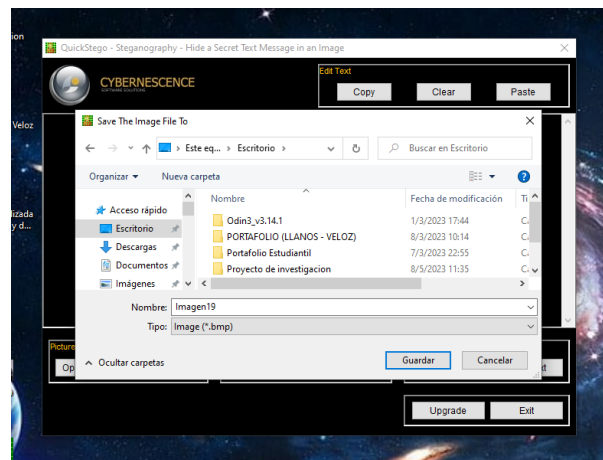 ion
QuickStego - Steganography - Hide a Secret Text Message in an Image
CYBERNESCENCE
SOFTWARE SOLUTIONS
Edit Text
Copy Clear Paste
Veloz
Save The Image File To
Este eq... Escritorio
Buscar en Escritorio
Organizar Nueva carpeta
Nombre Fecha de modificación Ti
Acceso rápido
Odin3_v3.14.1 1/3/2023 17:44
Escritorio
PORTAFOLIO (LLANOS - VELOZ) 8/3/2023 10:14
lizada
Descargas
Portafolio Estudiantil 7/3/2023 22:55
y d...
Documentos
Proyecto de investigacion 8/5/2023 11:35
Imágenes
Nombre: Imagen19
Tipo: Image (*.bmp)
Picture
Op
Ocultar carpetas
Guardar Cancelar
Upgrade Exit